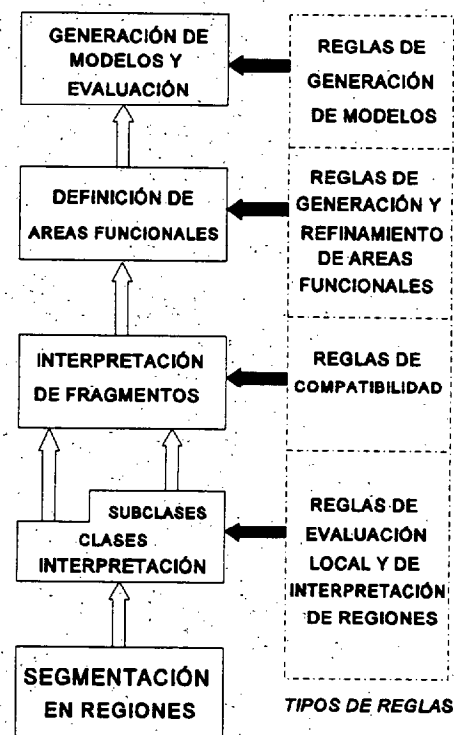 GENERACIÓN DE
MODELOS Y
EVALUACIÓN
REGLAS DE
GENERACIÓN
DE MODELOS
DEFINICIÓN DE
AREAS FUNCIONALES
REGLAS DE
GENERACIÓN Y
REFINAMIENTO
DE AREAS
FUNCIONALES
INTERPRETACIÓN
DE FRAGMENTOS
REGLAS DE
COMPATIBILIDAD
SUBCLASES
CLASES
INTERPRETACIÓN
REGLAS DE
EVALUACIÓN
LOCAL Y DE
INTERPRETACIÓN
DE REGIONES
SEGMENTACIÓN
EN REGIONES
TIPOS DE REGLAS